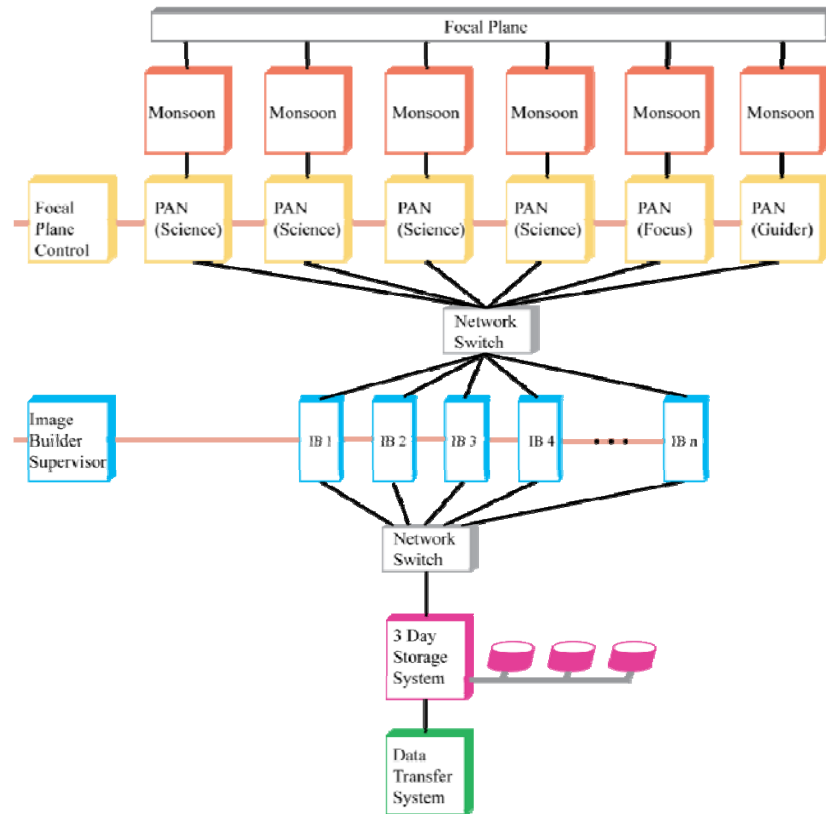 Focal Plane
Monsoon
Monsoon
Monsoon
Monsoon
Monsoon
Monsoon
Focal
Plane
Control
PAN
(Science)
PAN
(Science)
PAN
(Science)
PAN
(Science)
PAN
(Focus)
PAN
(Guider)
Network
Switch
Image
Builder
Supervisor
IB 1
IB 2
IB 3
IB 4
IB n
Network
Switch
3 Day
Storage
System
Data
Transfer
System